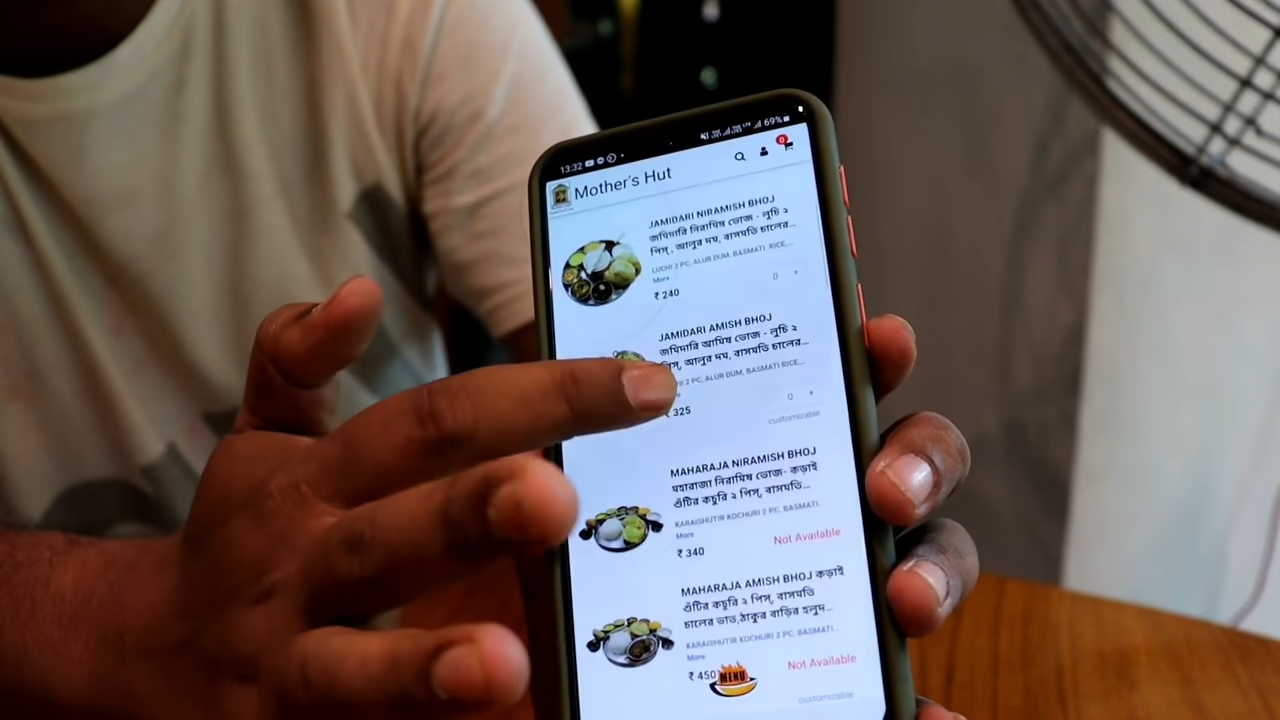 13:32
69%
Mother's Hut
0
JAMIDARI NIRAMISH BHOJ
জমিদারি নিরামিষ ভোজ - লুচি ২
পিস্ , আলুর দম, বাসমতি চালের...
LUCHI 2 PC, ALUR DUM, BASMATI RICE,...
More
0 +
₹ 240
JAMIDARI AMISH BHOJ
জমিদারি আমিষ ভোজ - লুচি ২
পিস্, আলুর দম, বাসমতি চালের...
2 PC, ALUR DUM, BASMATI RICE,...
0 +
₹ 325
customizable
MAHARAJA NIRAMISH BHOJ
মহারাজা নিরামিষ ভোজ- কড়াই
শুঁটির কচুরি ২ পিস্, বাসমতি...
KARAISHUTIR KOCHURI 2 PC, BASMATI...
More
Not Available
₹ 340
MAHARAJA AMISH BHOJ কড়াই
শুঁটির কচুরি ২ পিস্, বাসমতি
চালের ভাত,ঠাকুর বাড়ির হলুদ...
KARAISHUTIR KOCHURI 2 PC, BASMATI...
More
Not Available
₹ 450
MENU
customizable